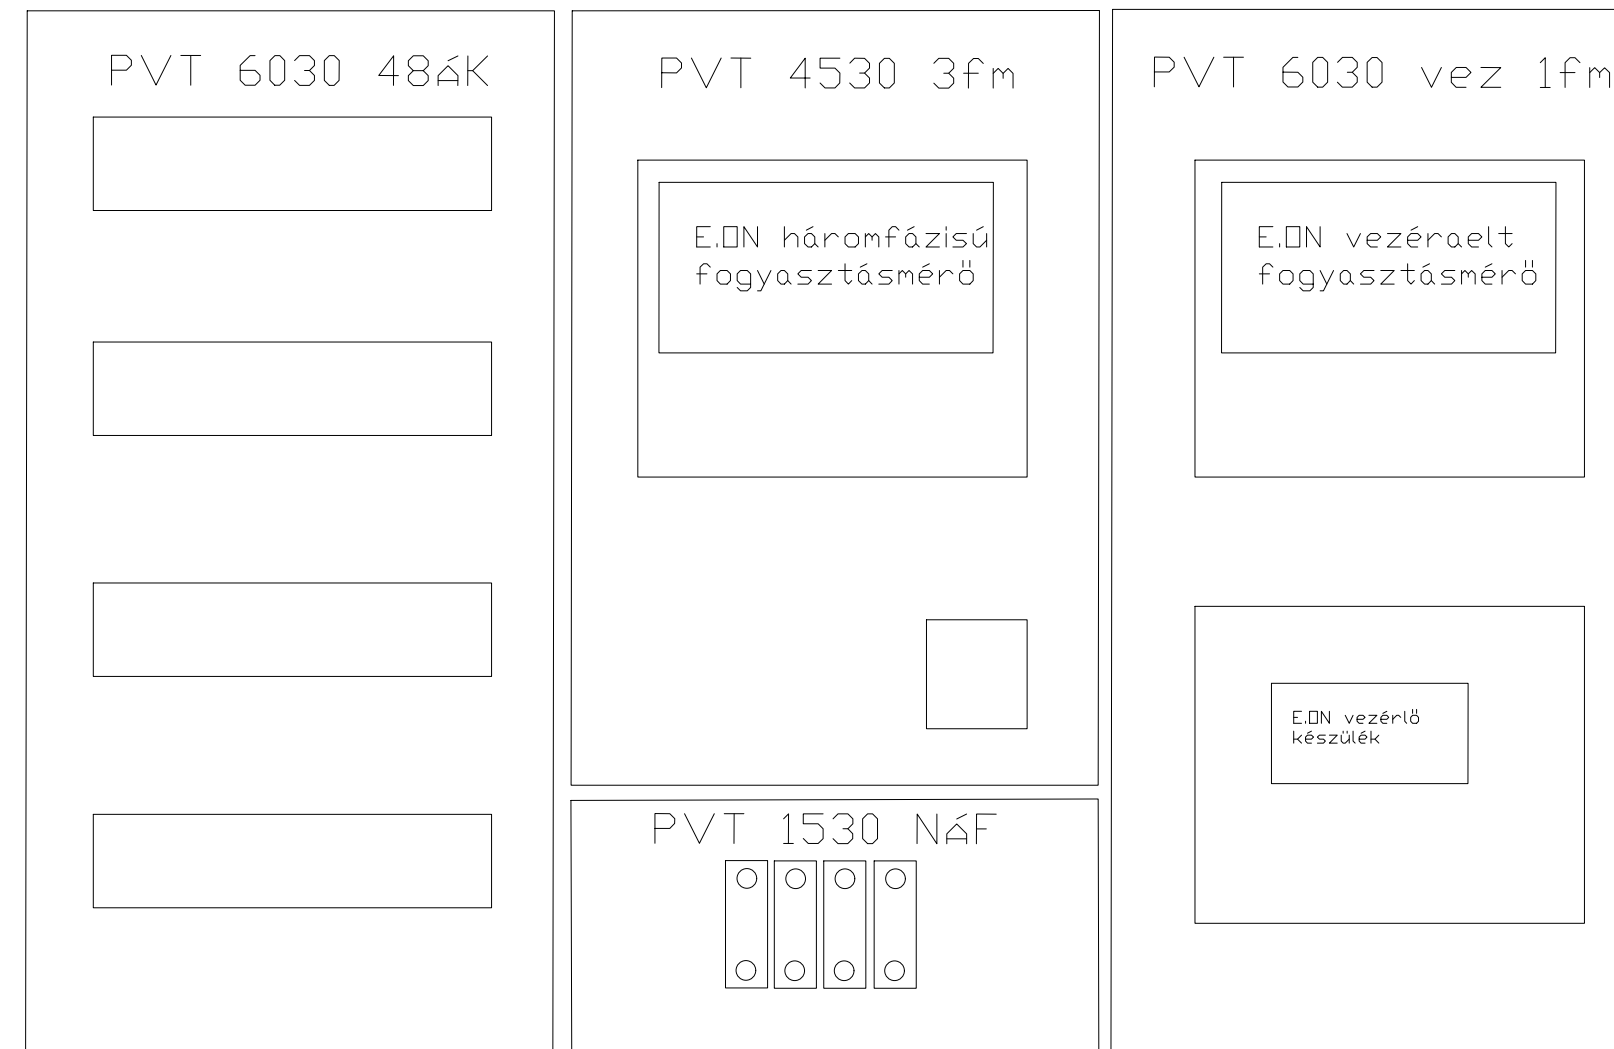 PVT 6030 48áK
PVT 4530 3fm
PVT 6030 vez 1fm
E.ON háromfázisú
fogyasztásmérő
E.ON vezéraelt
fogyasztásmérő
E.ON vezérlő
készülék
PVT 1530 NÁF